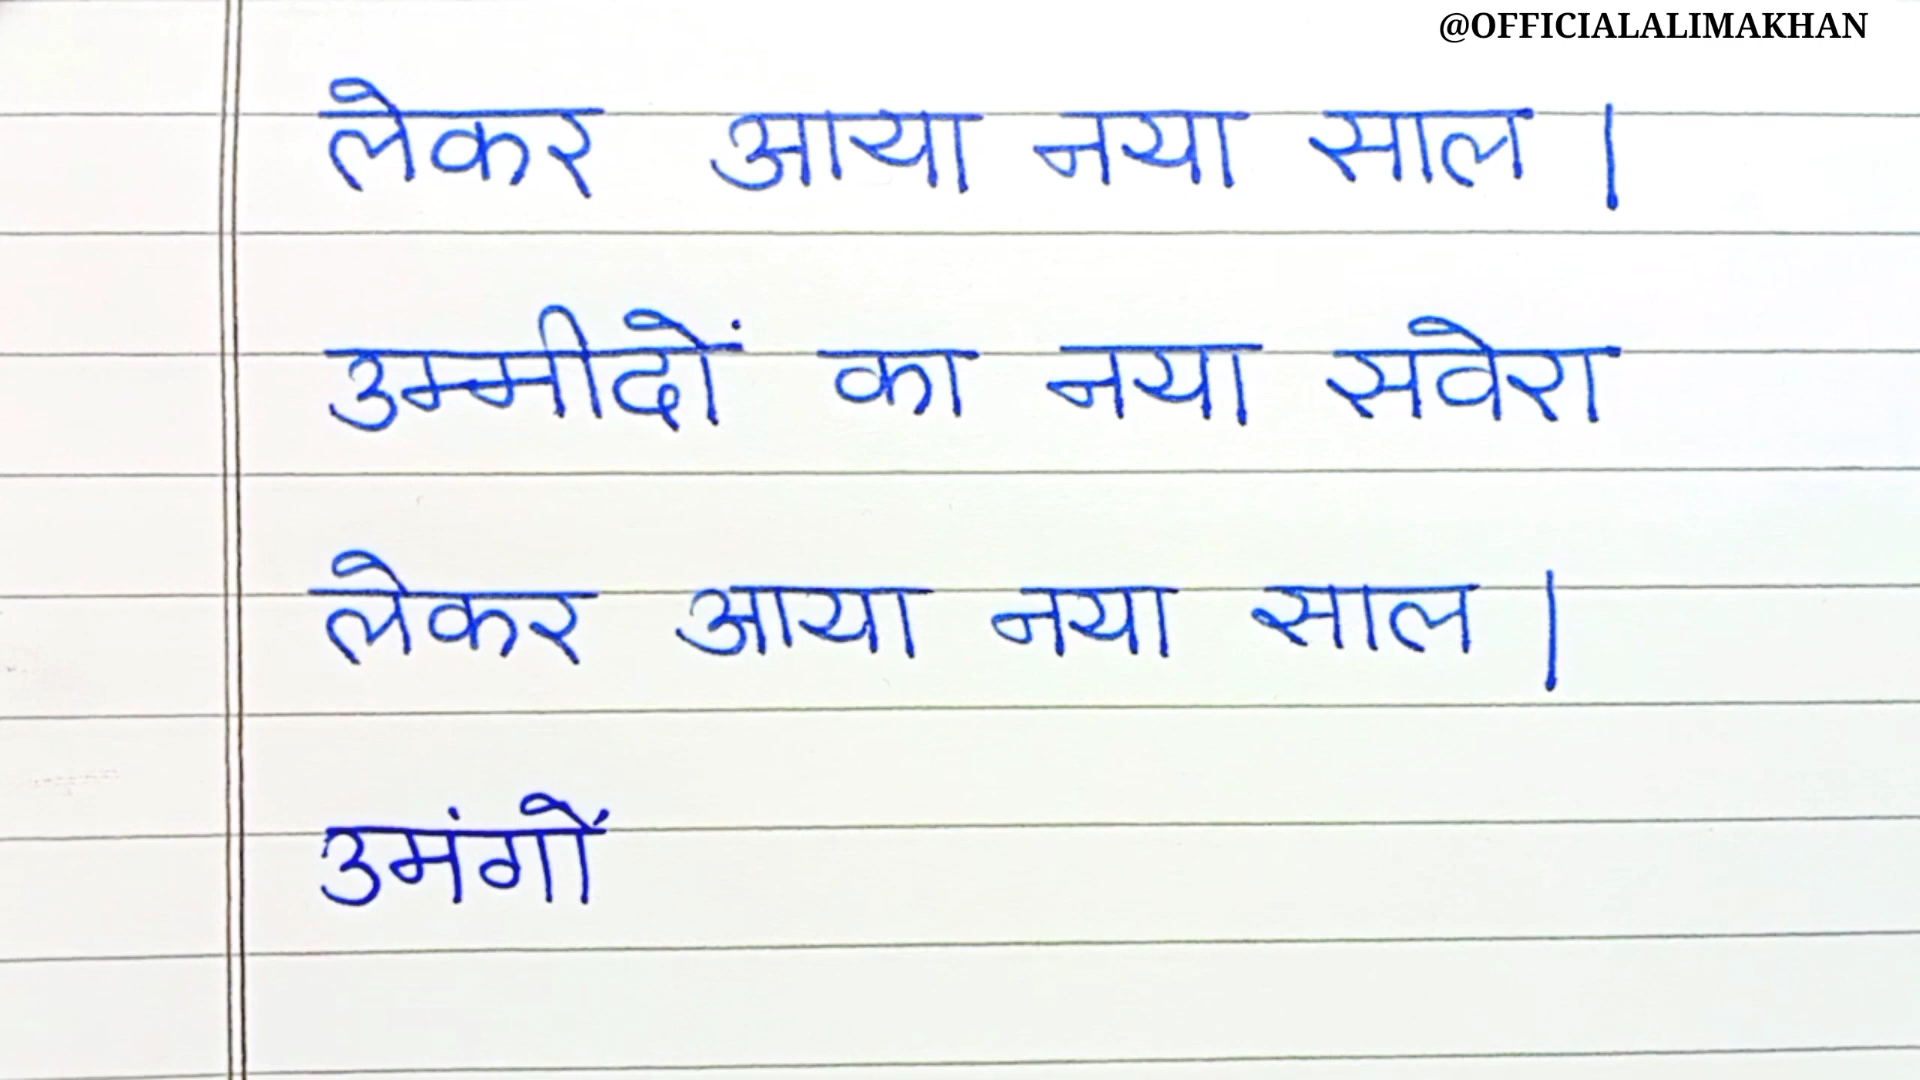 @OFFICIALALIMAKHAN
लेकर आया नया साल |
उम्मीदों का नया सवेरा
लेकर आया नया साल |
उमंगों